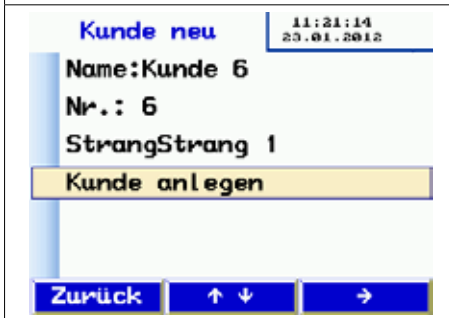 Kunde neu
11:21:14
23.01.2012
Name:Kunde 6
Nr.: 6
StrangStrang 1
Kunde anlegen
Zurück ↑ ↓ →